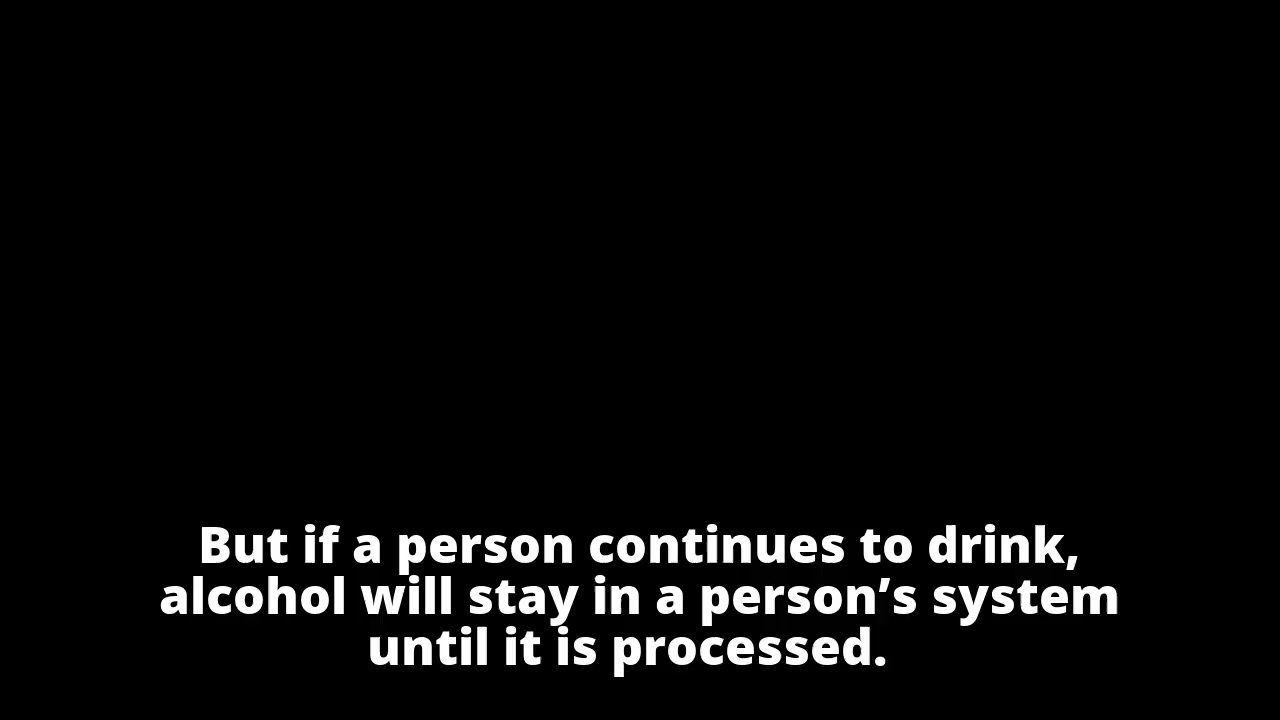 But if a person continues to drink,
alcohol will stay in a person’s system
until it is processed.